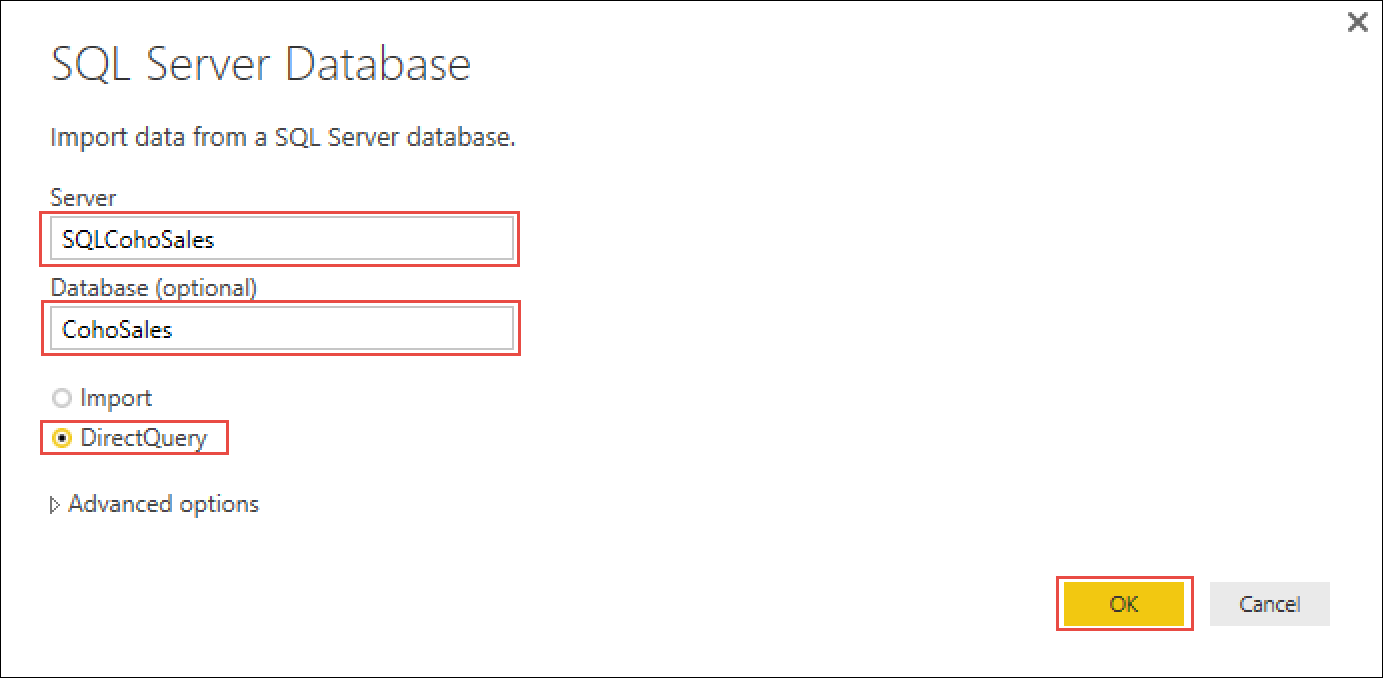 SQL Server Database
Import data from a SQL Server database.
Server
SQLCohoSales
Database (optional)
CohoSales
Import
DirectQuery
Advanced options
OK Cancel